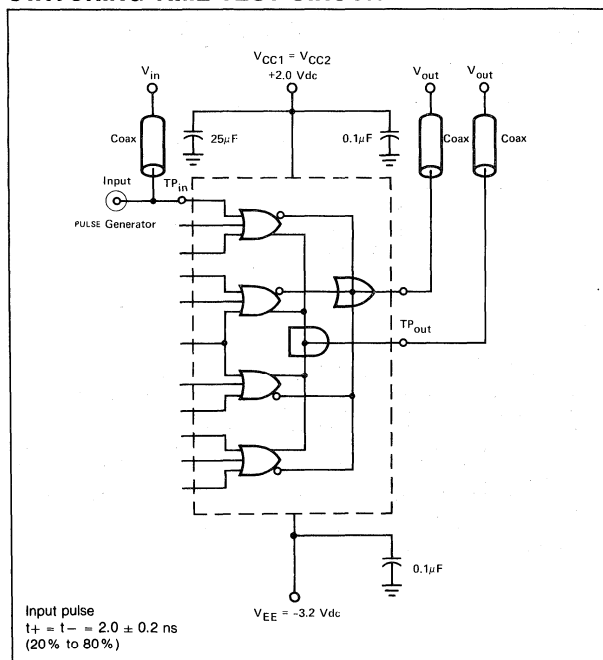 V_CC1 = V_CC2
+2.0 Vdc
V_in
V_out
V_out
Coax
25μF
0.1μF
Coax
Coax
Input
TP_in
PULSE Generator
TP_out
0.1μF
V_EE = -3.2 Vdc
Input pulse
t+ = t- = 2.0 ± 0.2 ns
(20% to 80%)